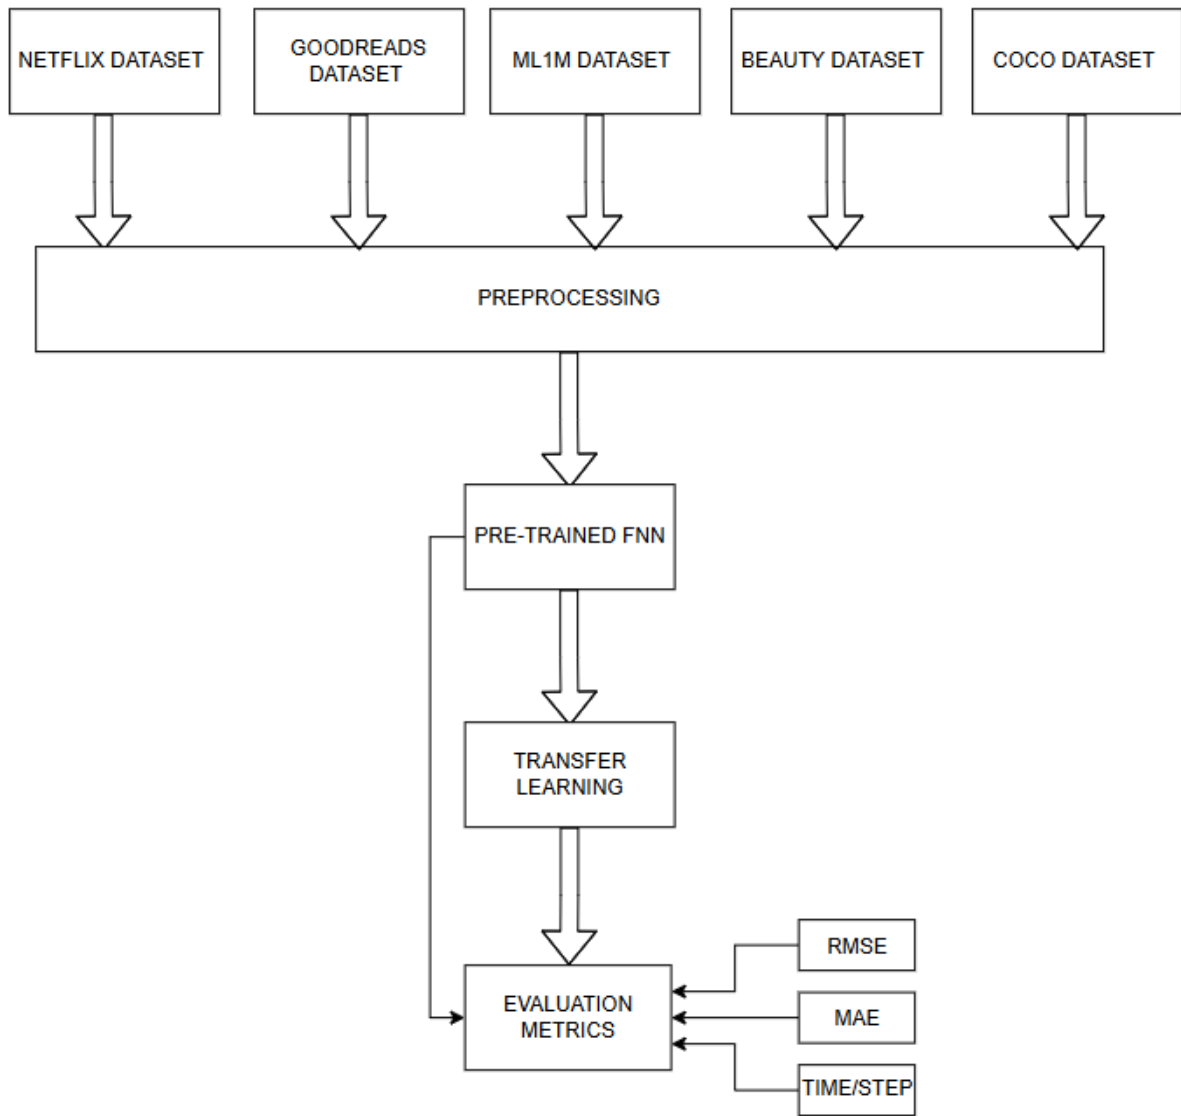 NETFLIX DATASET
GOODREADS
DATASET
ML1M DATASET
BEAUTY DATASET
COCO DATASET
PREPROCESSING
PRE-TRAINED FNN
TRANSFER
LEARNING
EVALUATION
METRICS
RMSE
MAE
TIME/STEP